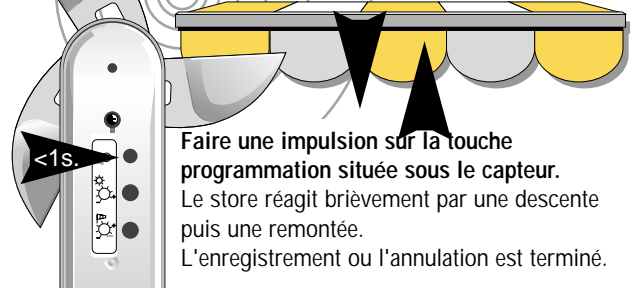 <1s.
Faire une impulsion sur la touche
programmation située sous le capteur.
Le store réagit brièvement par une descente
puis une remontée.
L'enregistrement ou l'annulation est terminé.